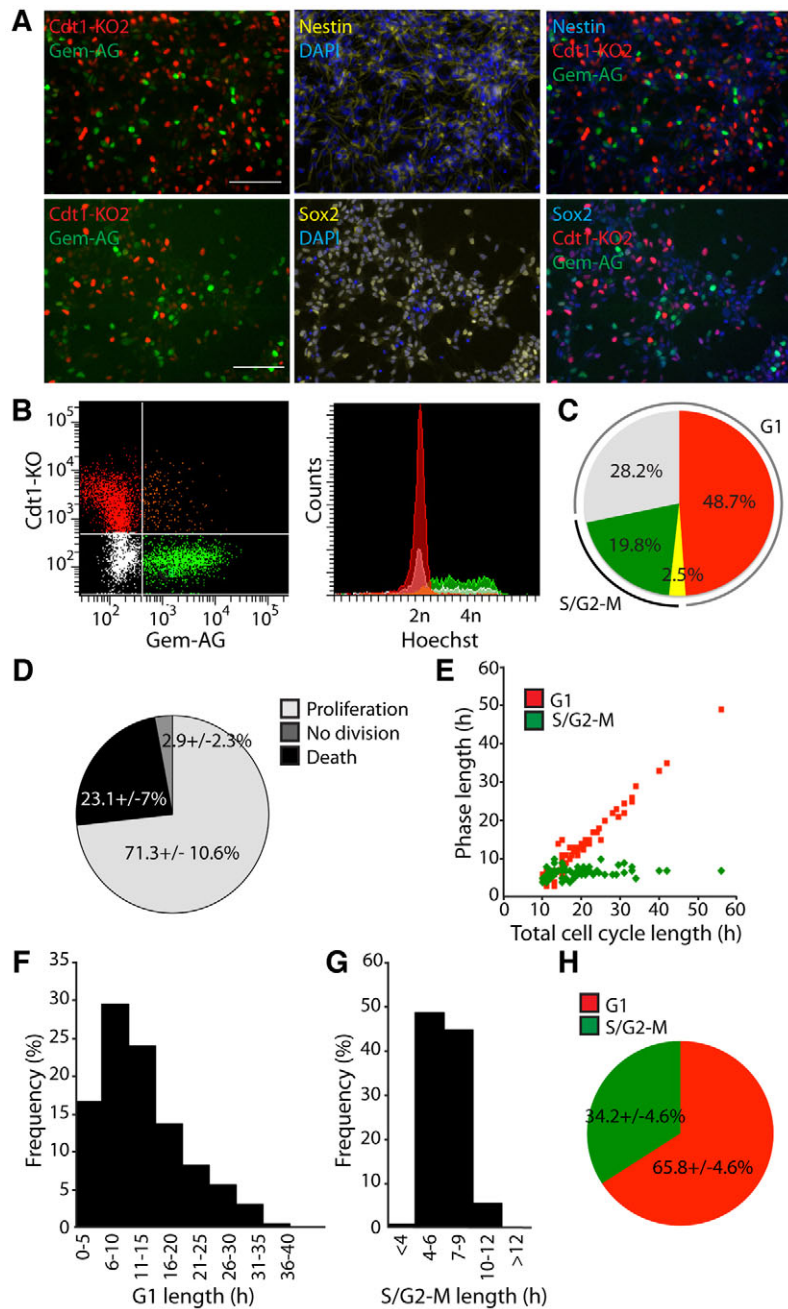 A
Cdt1-KO2
Gem-AG
Nestin
DAPI
Nestin
Cdt1-KO2
Gem-AG
Cdt1-KO2
Gem-AG
Sox2
DAPI
Sox2
Cdt1-KO2
Gem-AG
B
Cdt1-KO
10^5
10^4
10^3
10^2
10^2 10^3 10^4 10^5
Gem-AG
Counts
2n 4n
Hoechst
C
G1
28.2%
48.7%
19.8%
2.5%
S/G2-M
D
Proliferation
No division
Death
2.9+/-2.3%
23.1+/-7%
71.3+/- 10.6%
E
G1
S/G2-M
Phase length (h)
60
50
40
30
20
10
0
0 10 20 30 40 50 60
Total cell cycle length (h)
F
Frequency (%)
35
30
25
20
15
10
5
0
0-5
6-10
11-15
16-20
21-25
26-30
31-35
36-40
G1 length (h)
G
Frequency (%)
60
50
40
30
20
10
0
<4
4-6
7-9
10-12
>12
S/G2-M length (h)
H
G1
S/G2-M
34.2+/-4.6%
65.8+/-4.6%